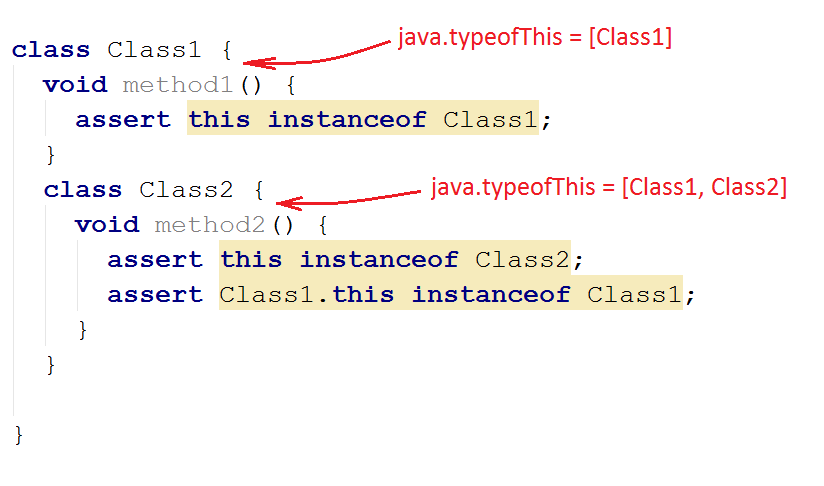 java.typeofThis = [Class1]
class Class1 {
  void method1() {
    assert this instanceof Class1;
  }
java.typeofThis = [Class1, Class2]
  class Class2 {
    void method2() {
      assert this instanceof Class2;
      assert Class1.this instanceof Class1;
    }
  }
}